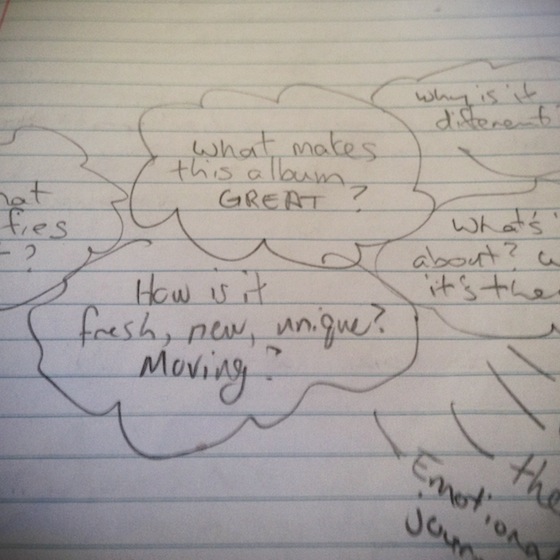 why is it
different
what makes
this album
GREAT?
hat
fies
?
what's
about?
it's the
How is it
fresh, new, unique?
Moving?
the
Emotiona
Journ